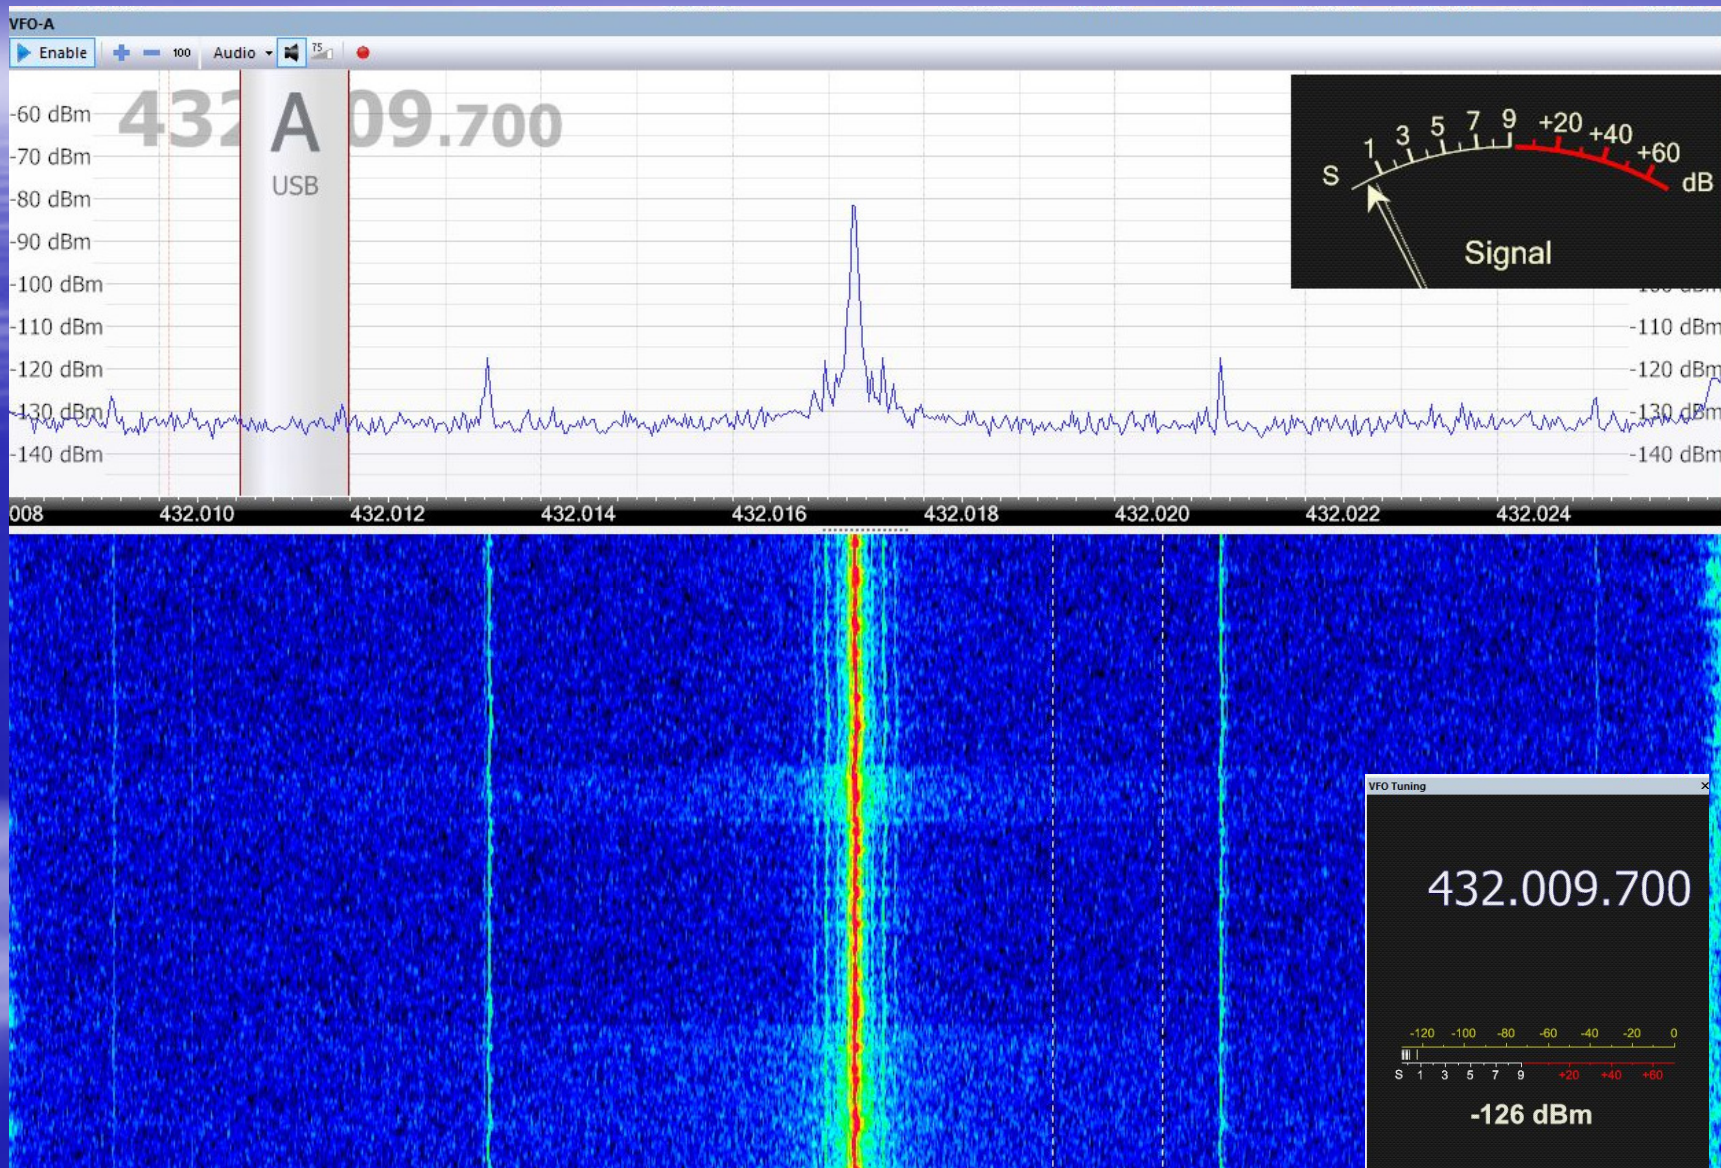 VFO-A
Enable 100 Audio 75
432.009.700
A
USB
-60 dBm
-70 dBm
-80 dBm
-90 dBm
-100 dBm
-110 dBm
-120 dBm
-130 dBm
-140 dBm
S 1 3 5 7 9 +20 +40 +60 dB
Signal
-110 dBm
-120 dBm
-130 dBm
-140 dBm
008 432.010 432.012 432.014 432.016 432.018 432.020 432.022 432.024
VFO Tuning
432.009.700
-120 -100 -80 -60 -40 -20 0
S 1 3 5 7 9 +20 +40 +60
-126 dBm